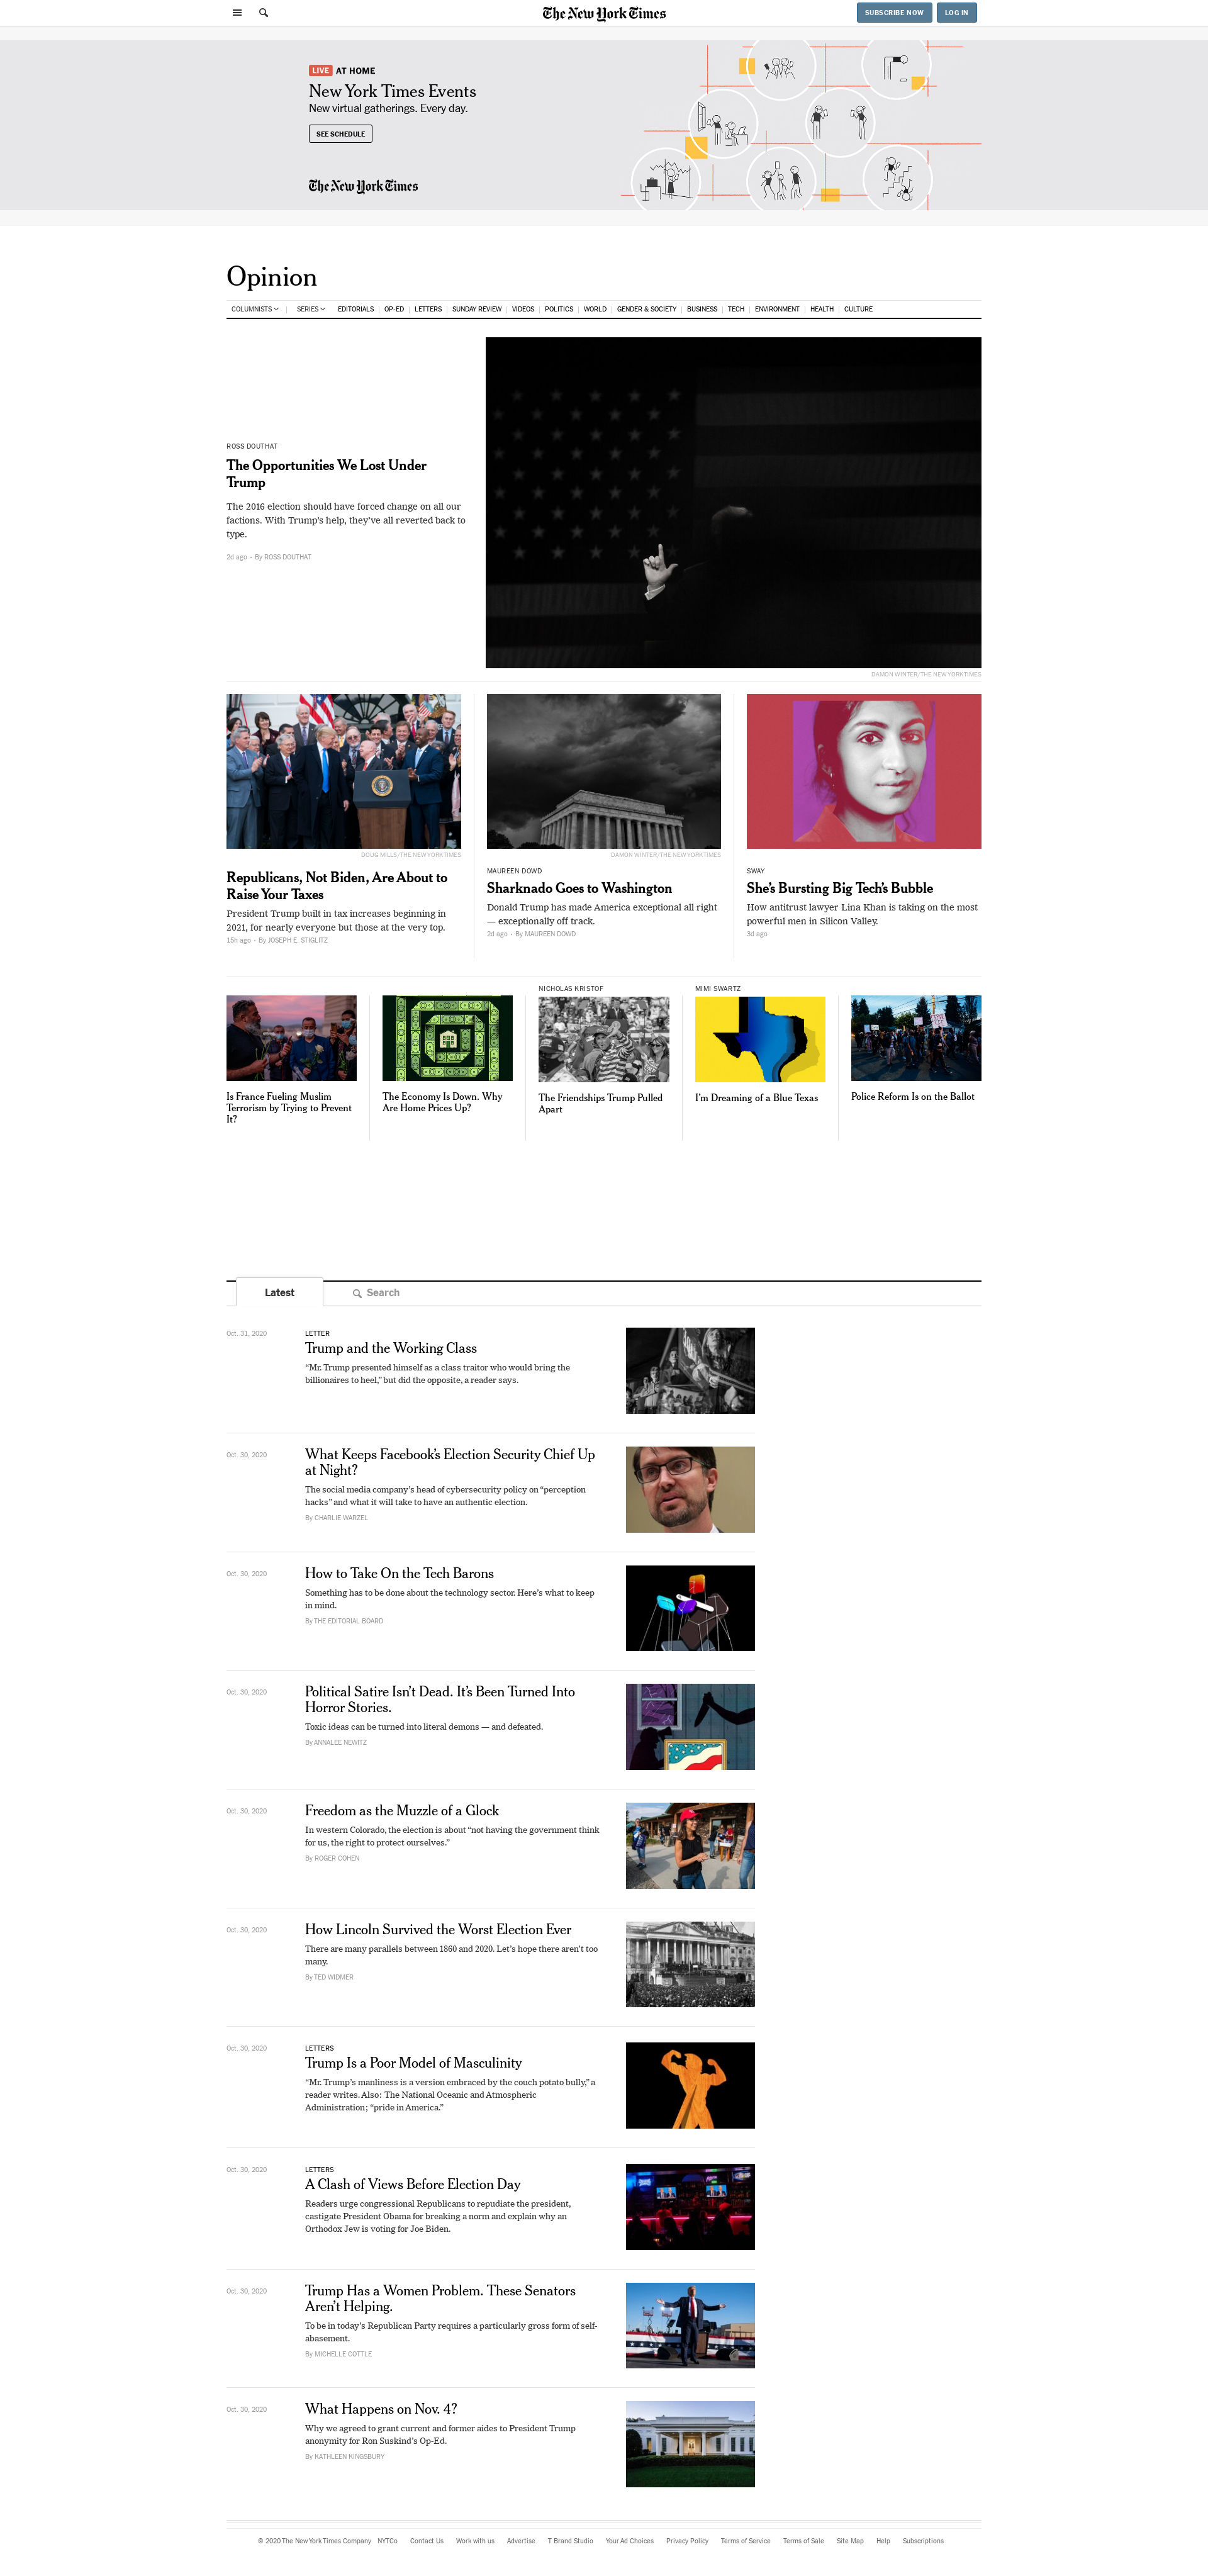 The New York Times
SUBSCRIBE NOW
LOG IN
LIVE AT HOME
New York Times Events
New virtual gatherings. Every day.
SEE SCHEDULE
The New York Times
Opinion
COLUMNISTS | SERIES EDITORIALS | OP-ED | LETTERS | SUNDAY REVIEW | VIDEOS | POLITICS | WORLD | GENDER & SOCIETY | BUSINESS | TECH | ENVIRONMENT | HEALTH | CULTURE
ROSS DOUTHAT
The Opportunities We Lost Under
Trump
The 2016 election should have forced change on all our
factions. With Trump's help, they've all reverted back to
type.
2d ago • By ROSS DOUTHAT
DAMON WINTER/THE NEW YORK TIMES
DOUG MILLS/THE NEW YORK TIMES
Republicans, Not Biden, Are About to
Raise Your Taxes
President Trump built in tax increases beginning in
2021, for nearly everyone but those at the very top.
15h ago • By JOSEPH E. STIGLITZ
DAMON WINTER/THE NEW YORK TIMES
MAUREEN DOWD
Sharknado Goes to Washington
Donald Trump has made America exceptional all right
— exceptionally off track.
2d ago • By MAUREEN DOWD
SWAY
She's Bursting Big Tech's Bubble
How antitrust lawyer Lina Khan is taking on the most
powerful men in Silicon Valley.
3d ago
Is France Fueling Muslim
Terrorism by Trying to Prevent
It?
The Economy Is Down. Why
Are Home Prices Up?
NICHOLAS KRISTOF
The Friendships Trump Pulled
Apart
MIMI SWARTZ
I'm Dreaming of a Blue Texas
Police Reform Is on the Ballot
Latest
Search
Oct. 31, 2020
LETTER
Trump and the Working Class
“Mr. Trump presented himself as a class traitor who would bring the
billionaires to heel,” but did the opposite, a reader says.
Oct. 30, 2020
What Keeps Facebook's Election Security Chief Up
at Night?
The social media company's head of cybersecurity policy on “perception
hacks” and what it will take to have an authentic election.
By CHARLIE WARZEL
Oct. 30, 2020
How to Take On the Tech Barons
Something has to be done about the technology sector. Here's what to keep
in mind.
By THE EDITORIAL BOARD
Oct. 30, 2020
Political Satire Isn't Dead. It's Been Turned Into
Horror Stories.
Toxic ideas can be turned into literal demons — and defeated.
By ANNALEE NEWITZ
Oct. 30, 2020
Freedom as the Muzzle of a Glock
In western Colorado, the election is about “not having the government think
for us, the right to protect ourselves.”
By ROGER COHEN
Oct. 30, 2020
How Lincoln Survived the Worst Election Ever
There are many parallels between 1860 and 2020. Let's hope there aren't too
many.
By TED WIDMER
Oct. 30, 2020
LETTERS
Trump Is a Poor Model of Masculinity
“Mr. Trump's manliness is a version embraced by the couch potato bully,” a
reader writes. Also: The National Oceanic and Atmospheric
Administration; “pride in America.”
Oct. 30, 2020
LETTERS
A Clash of Views Before Election Day
Readers urge congressional Republicans to repudiate the president,
castigate President Obama for breaking a norm and explain why an
Orthodox Jew is voting for Joe Biden.
Oct. 30, 2020
Trump Has a Women Problem. These Senators
Aren't Helping.
To be in today's Republican Party requires a particularly gross form of self-
abasement.
By MICHELLE COTTLE
Oct. 30, 2020
What Happens on Nov. 4?
Why we agreed to grant current and former aides to President Trump
anonymity for Ron Suskind's Op-Ed.
By KATHLEEN KINGSBURY
© 2020 The New York Times Company NYTCo Contact Us Work with us Advertise T Brand Studio Your Ad Choices Privacy Policy Terms of Service Terms of Sale Site Map Help Subscriptions